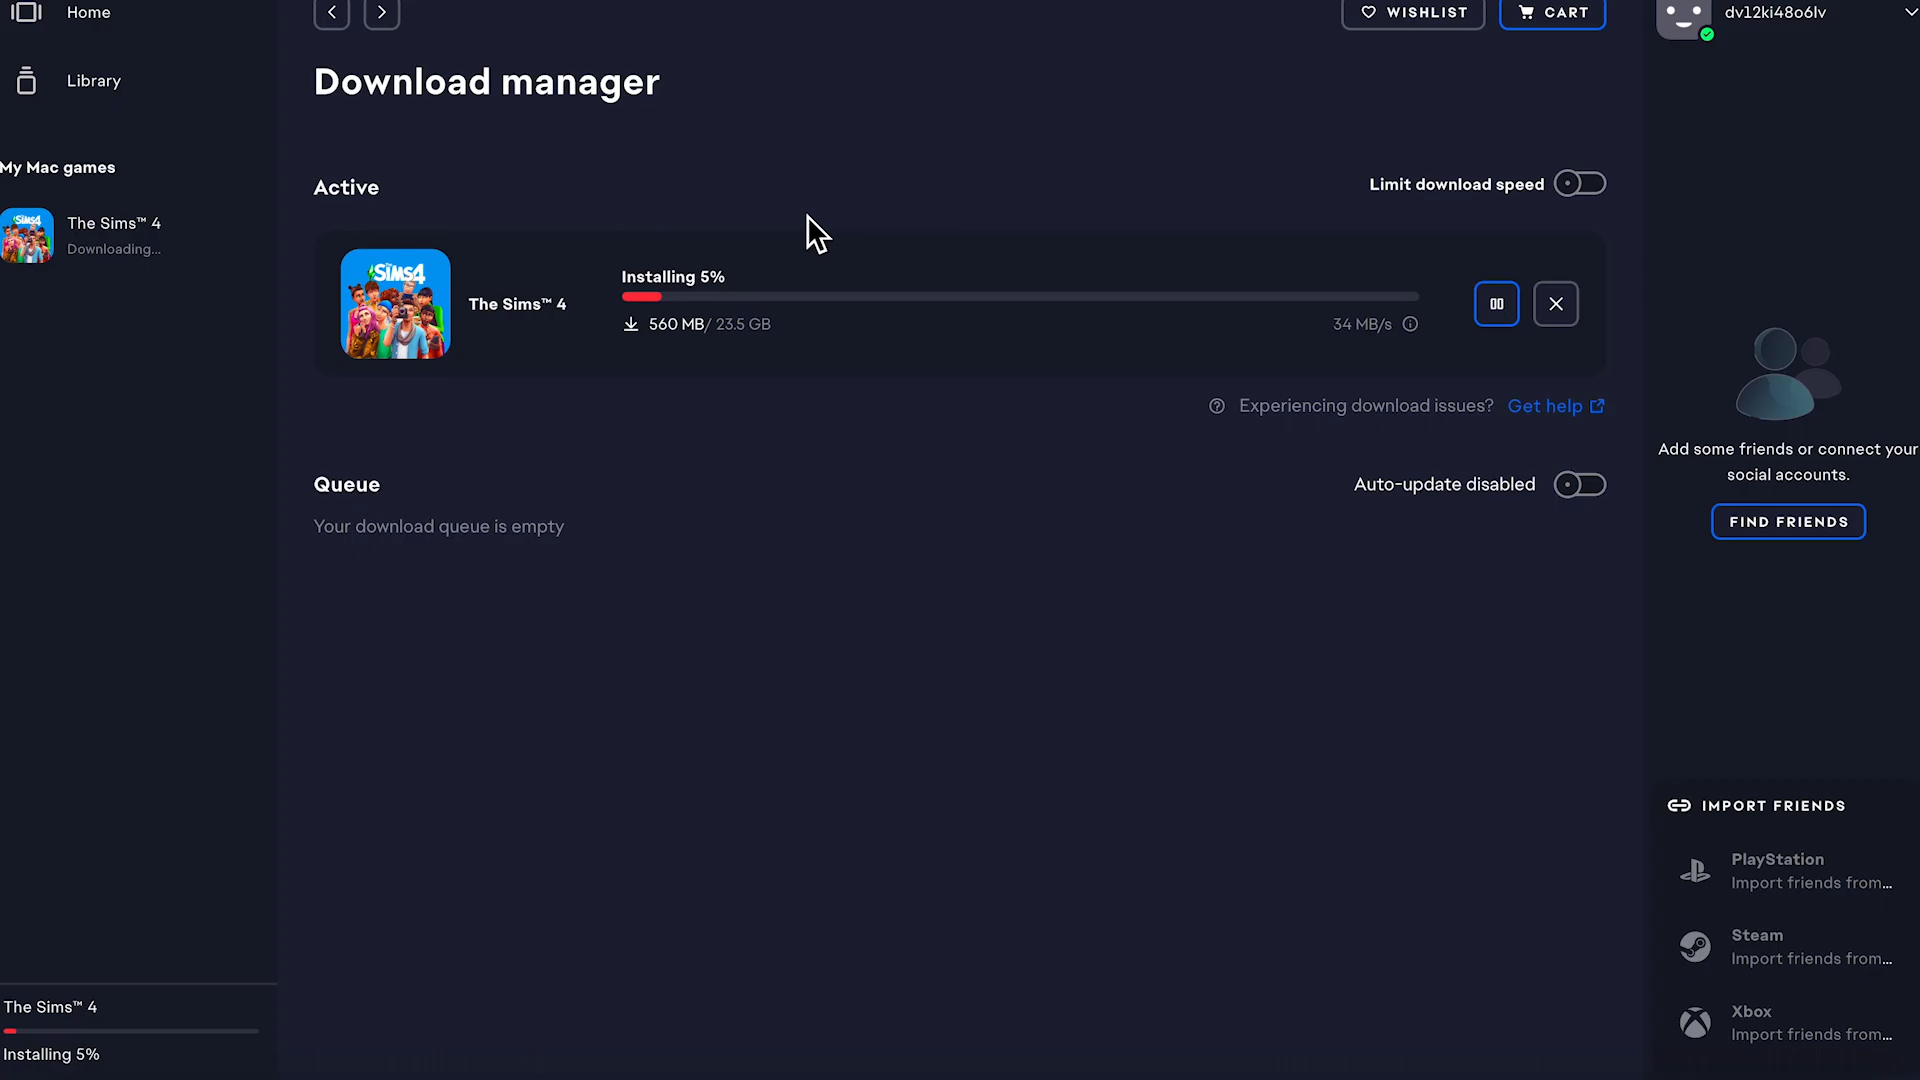 Home
Library
My Mac games
The Sims™ 4
Downloading...
WISHLIST
CART
Download manager
Active
Limit download speed
THE SIMS4
The Sims™ 4
Installing 5%
560 MB/ 23.5 GB
34 MB/s
Experiencing download issues? Get help
Queue
Auto-update disabled
Your download queue is empty
The Sims™ 4
Installing 5%
dv12ki48o6lv
Add some friends or connect your
social accounts.
FIND FRIENDS
IMPORT FRIENDS
PlayStation
Import friends from...
Steam
Import friends from...
Xbox
Import friends from...